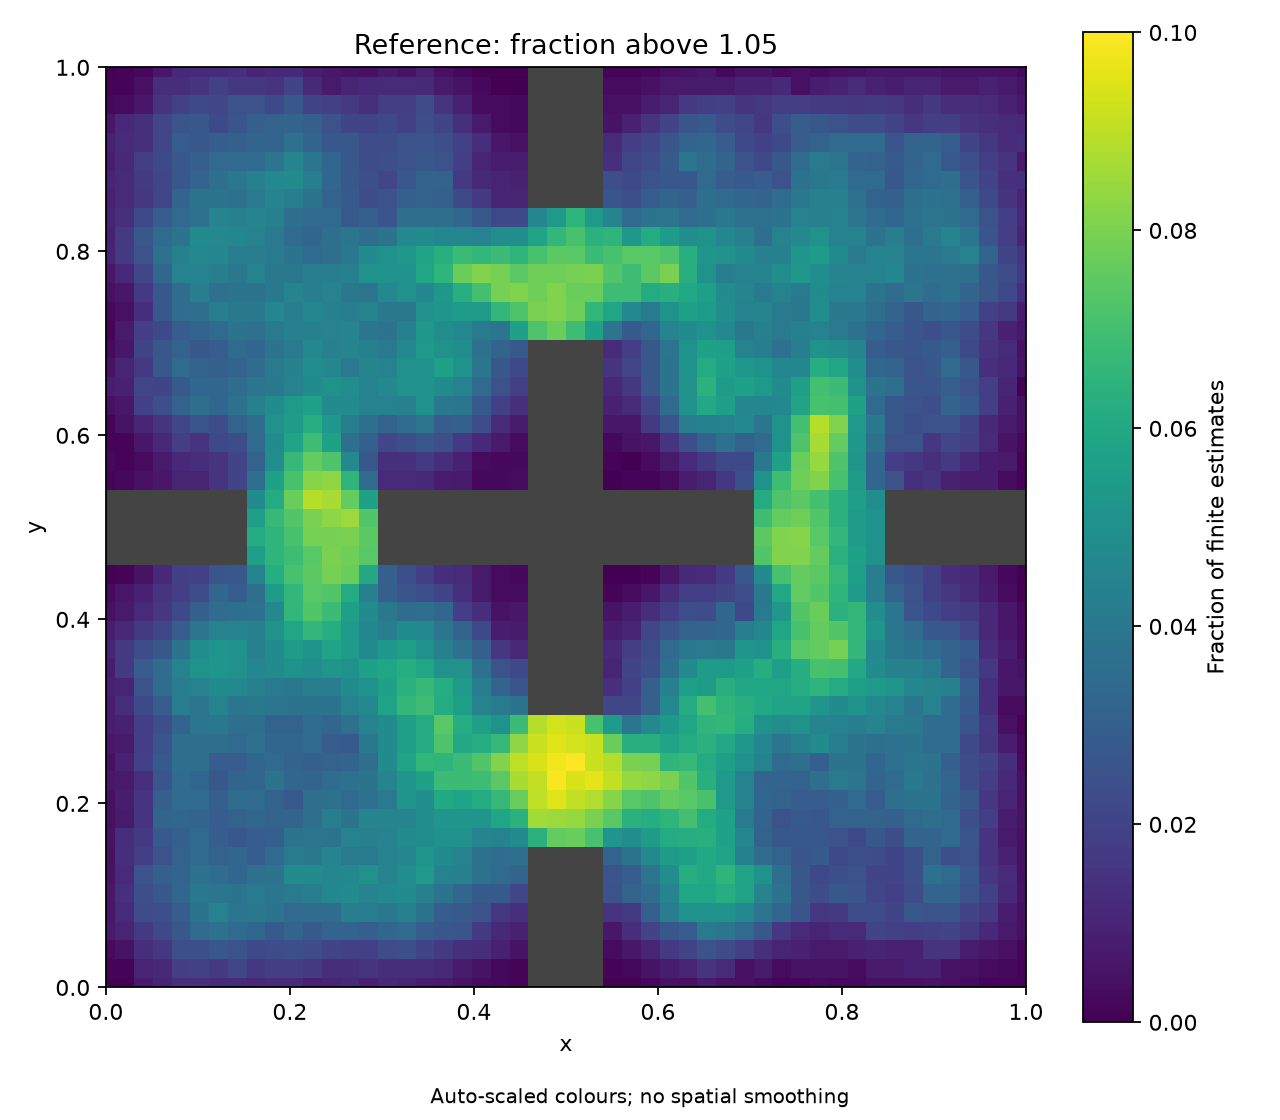 Reference: fraction above 1.05
1.0
0.8
0.6
0.4
0.2
0.0
y
0.0 0.2 0.4 0.6 0.8 1.0
x
0.10
0.08
0.06
0.04
0.02
0.00
Fraction of finite estimates
Auto-scaled colours; no spatial smoothing